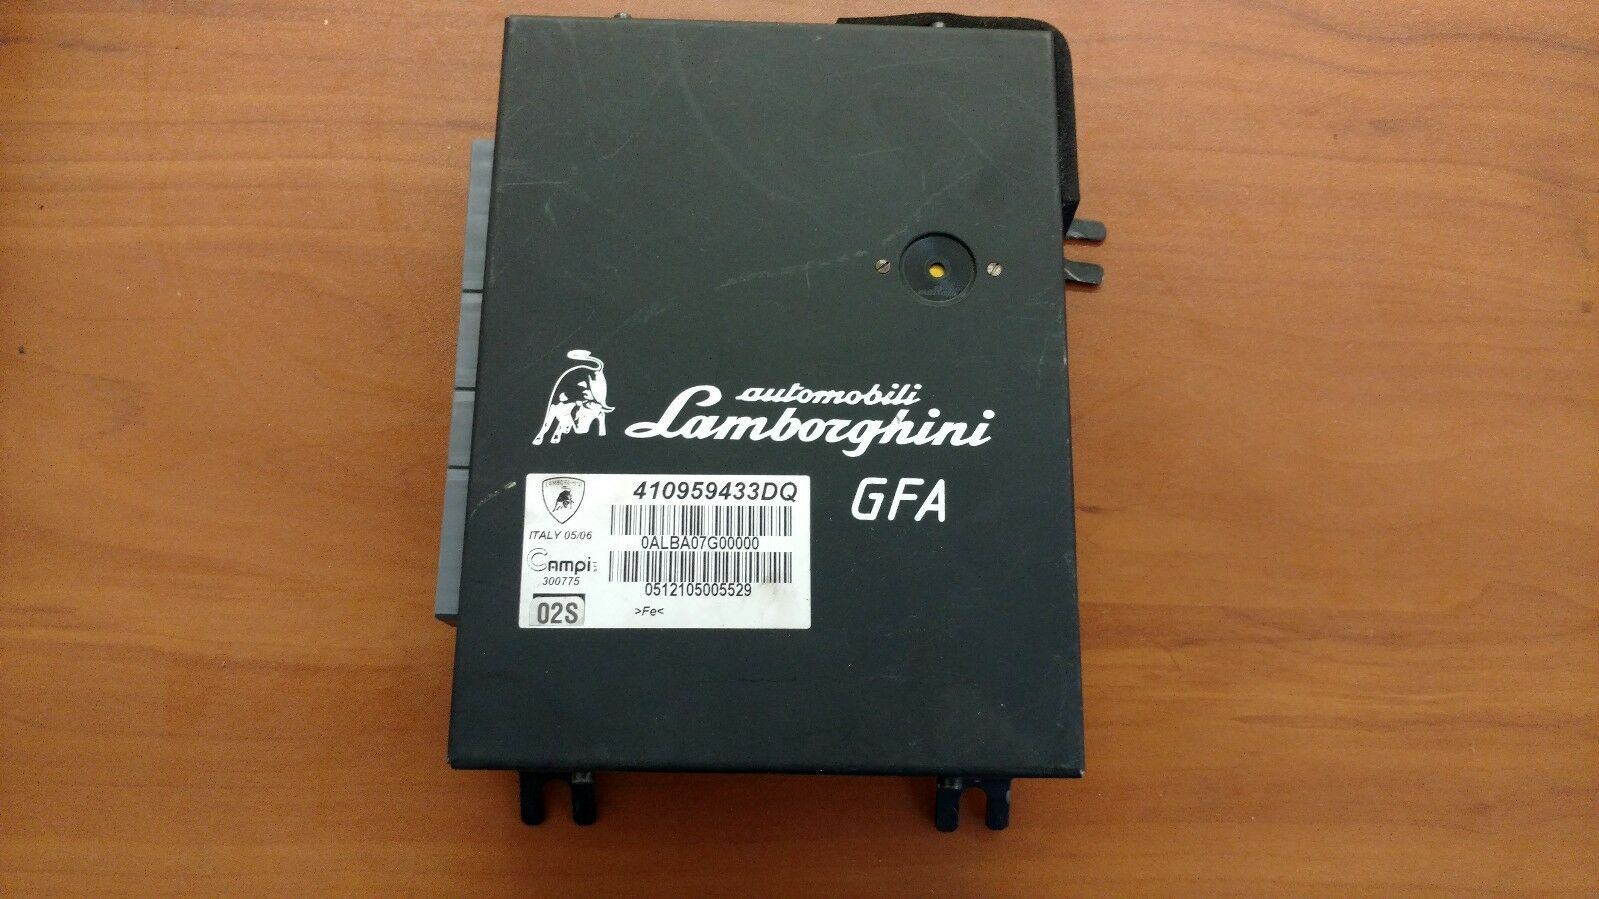 automobili
Lamborghini
GFA
410959433DQ
ITALY 05/06
0ALBA07G00000
Campi
300775
0512105005529
02S
>Fe<